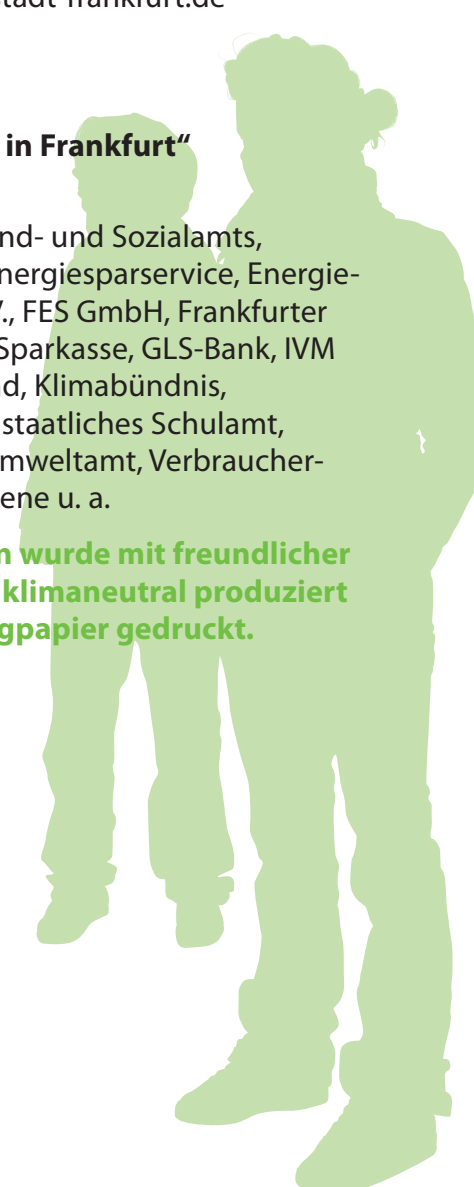 stadt-frankfurt.de
in Frankfurt“
nd- und Sozialamts,
nergiesparservice, Energie-
V., FES GmbH, Frankfurter
Sparkasse, GLS-Bank, IVM
d, Klimabündnis,
staatliches Schulamt,
mweltamt, Verbraucher-
ene u. a.
n wurde mit freundlicher
klimaneutral produziert
gpapier gedruckt.